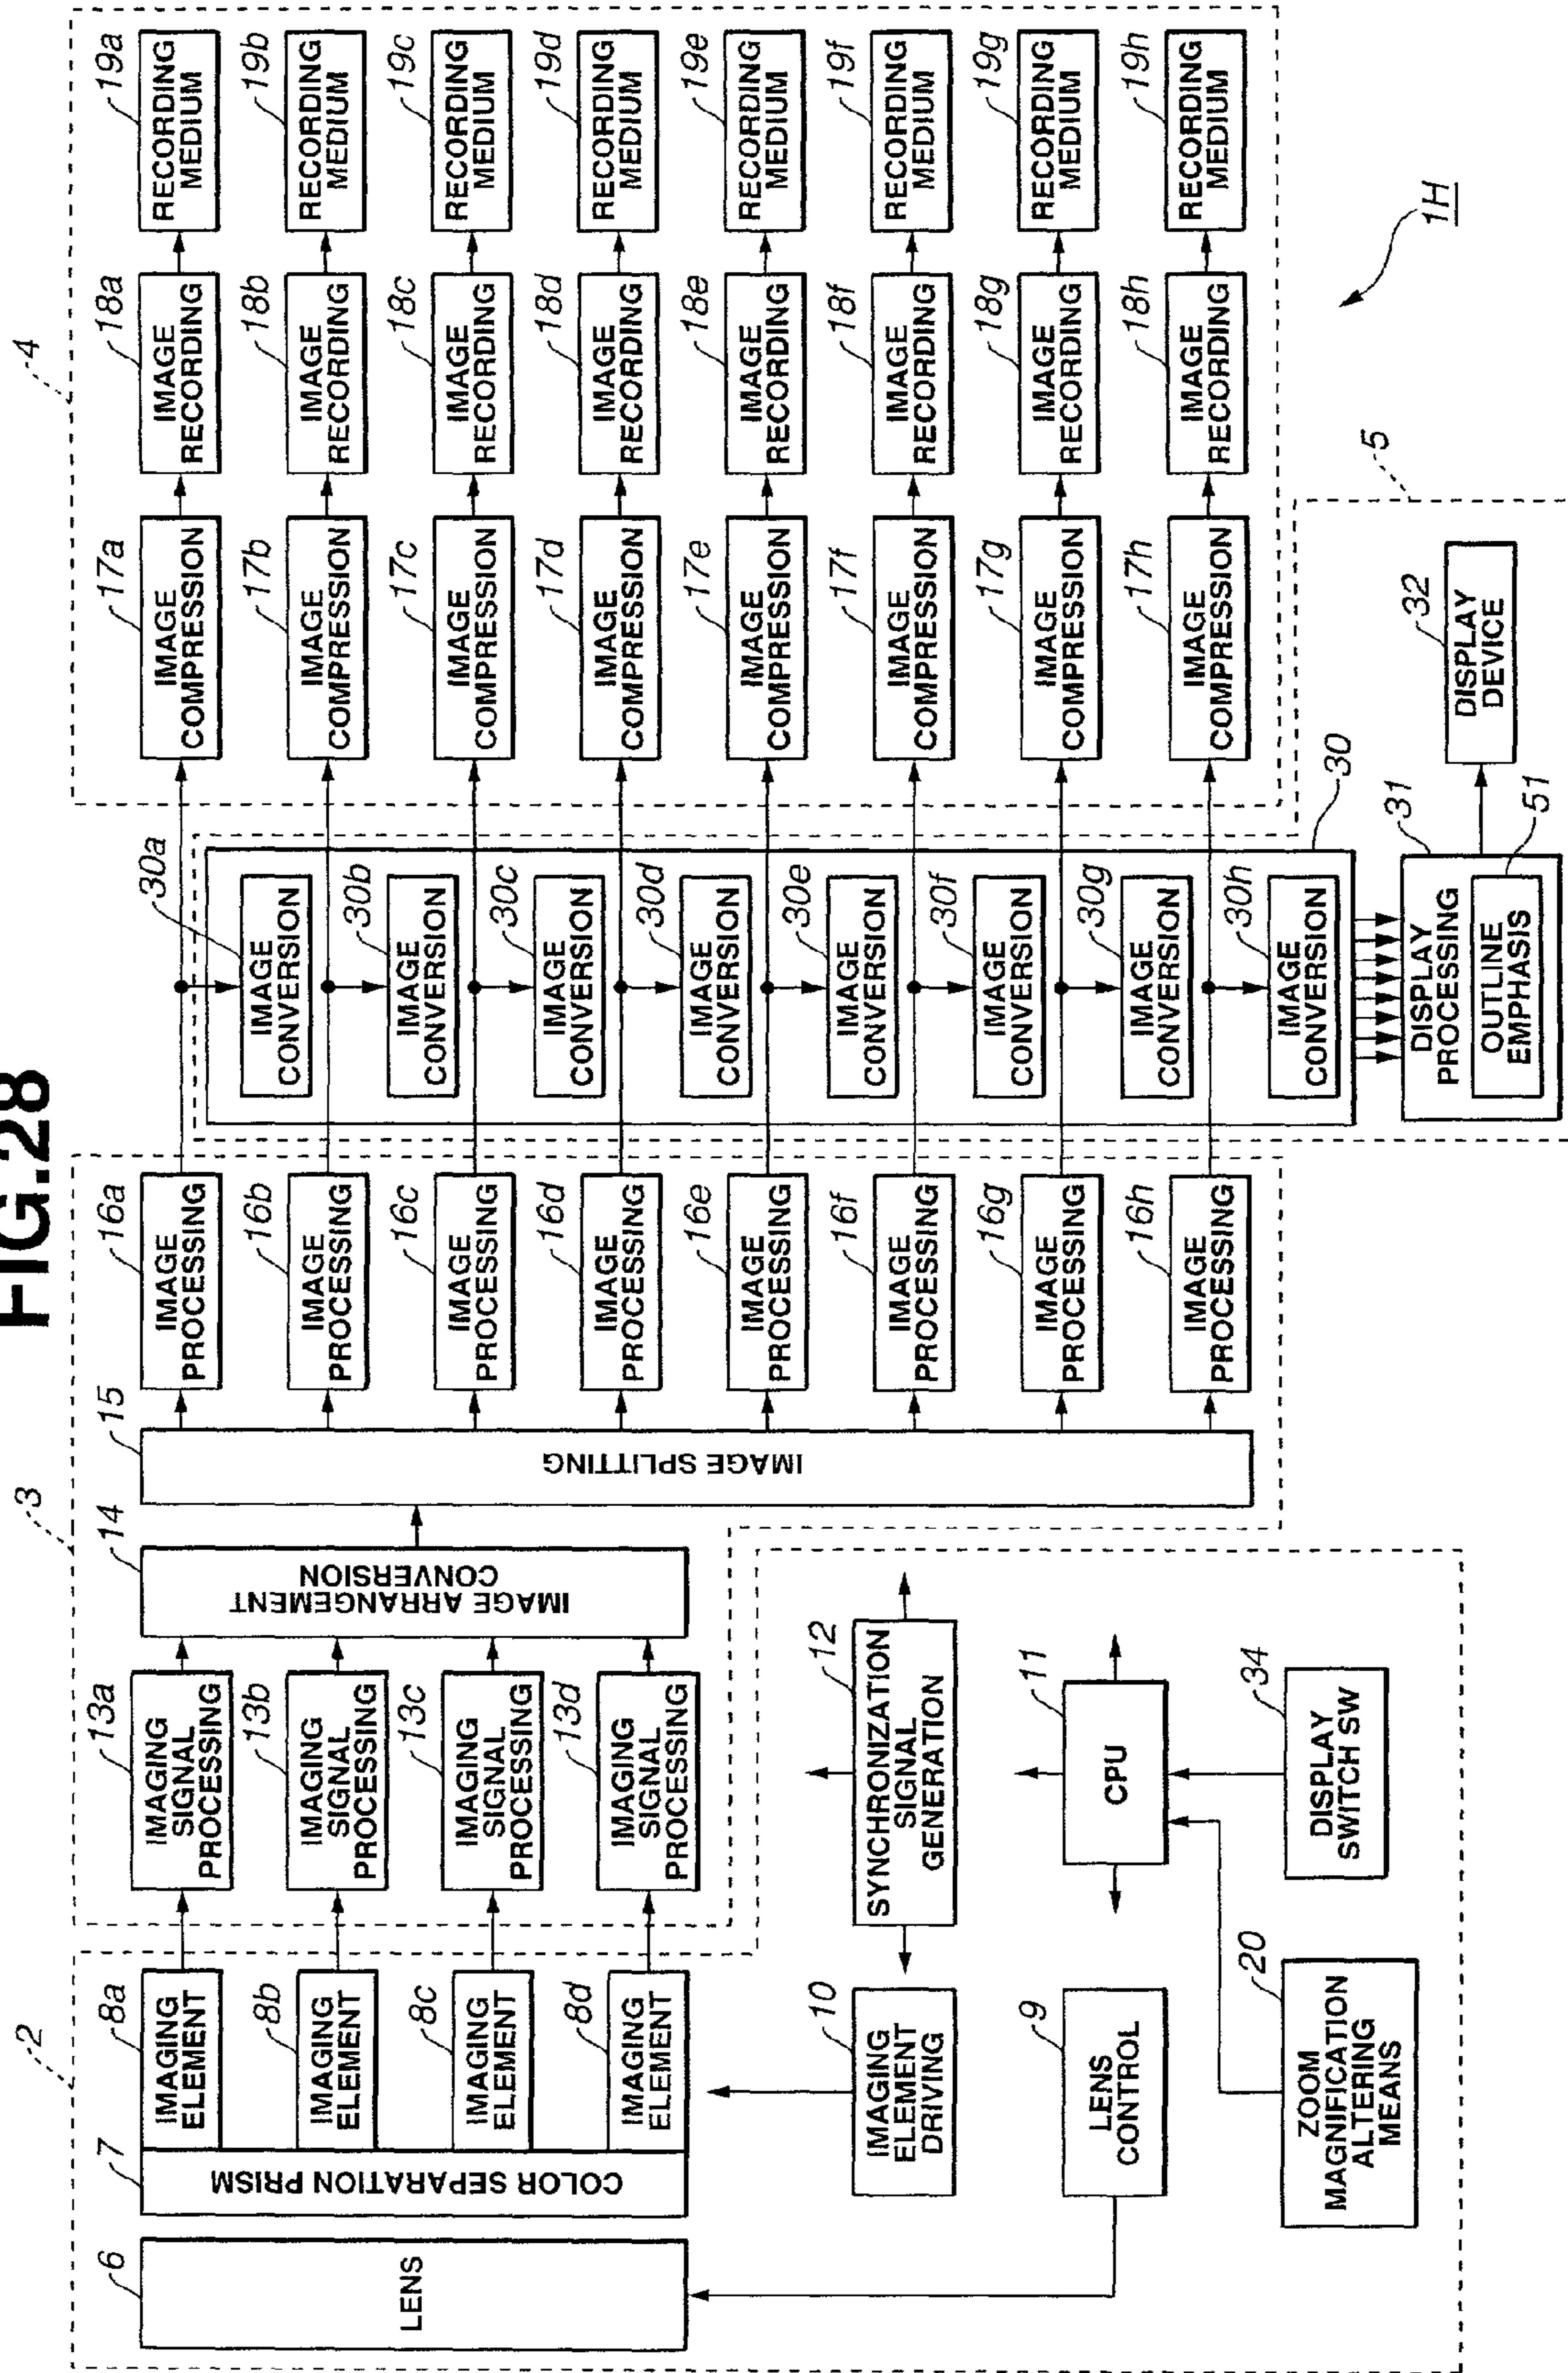 FIG.28
2
3
4
6
LENS
7
COLOR SEPARATION PRISM
8a
IMAGING
ELEMENT
8b
IMAGING
ELEMENT
8c
IMAGING
ELEMENT
8d
IMAGING
ELEMENT
13a
IMAGING
SIGNAL
PROCESSING
13b
IMAGING
SIGNAL
PROCESSING
13c
IMAGING
SIGNAL
PROCESSING
13d
IMAGING
SIGNAL
PROCESSING
14
IMAGE ARRANGEMENT
CONVERSION
15
IMAGE SPLITTING
16a
IMAGE
PROCESSING
16b
IMAGE
PROCESSING
16c
IMAGE
PROCESSING
16d
IMAGE
PROCESSING
16e
IMAGE
PROCESSING
16f
IMAGE
PROCESSING
16g
IMAGE
PROCESSING
16h
IMAGE
PROCESSING
30a
IMAGE
CONVERSION
30b
IMAGE
CONVERSION
30c
IMAGE
CONVERSION
30d
IMAGE
CONVERSION
30e
IMAGE
CONVERSION
30f
IMAGE
CONVERSION
30g
IMAGE
CONVERSION
30h
IMAGE
CONVERSION
17a
IMAGE
COMPRESSION
17b
IMAGE
COMPRESSION
17c
IMAGE
COMPRESSION
17d
IMAGE
COMPRESSION
17e
IMAGE
COMPRESSION
17f
IMAGE
COMPRESSION
17g
IMAGE
COMPRESSION
17h
IMAGE
COMPRESSION
18a
IMAGE
RECORDING
18b
IMAGE
RECORDING
18c
IMAGE
RECORDING
18d
IMAGE
RECORDING
18e
IMAGE
RECORDING
18f
IMAGE
RECORDING
18g
IMAGE
RECORDING
18h
IMAGE
RECORDING
19a
RECORDING
MEDIUM
19b
RECORDING
MEDIUM
19c
RECORDING
MEDIUM
19d
RECORDING
MEDIUM
19e
RECORDING
MEDIUM
19f
RECORDING
MEDIUM
19g
RECORDING
MEDIUM
19h
RECORDING
MEDIUM
10
IMAGING
ELEMENT
DRIVING
12
SYNCHRONIZATION
SIGNAL
GENERATION
9
LENS
CONTROL
11
CPU
20
ZOOM
MAGNIFICATION
ALTERING
MEANS
34
DISPLAY
SWITCH SW
30
31
DISPLAY
PROCESSING
51
OUTLINE
EMPHASIS
32
DISPLAY
DEVICE
5
1H